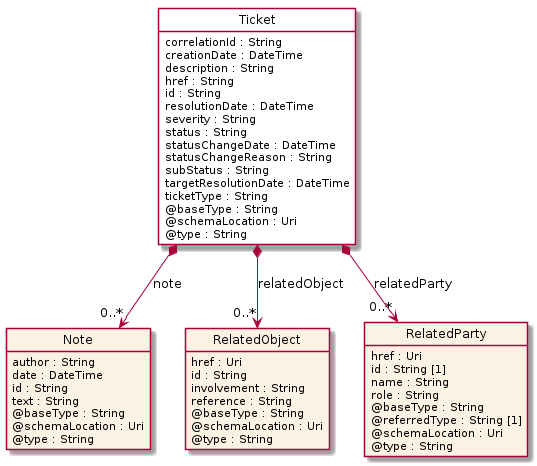 Ticket
correlationId : String
creationDate : DateTime
description : String
href : String
id : String
resolutionDate : DateTime
severity : String
status : String
statusChangeDate : DateTime
statusChangeReason : String
subStatus : String
targetResolutionDate : DateTime
ticketType : String
@baseType : String
@schemaLocation : Uri
@type : String
note
relatedObject
relatedParty
0..*
0..*
0..*
Note
author : String
date : DateTime
id : String
text : String
@baseType : String
@schemaLocation : Uri
@type : String
RelatedObject
href : Uri
id : String
involvement : String
reference : String
@baseType : String
@schemaLocation : Uri
@type : String
RelatedParty
href : Uri
id : String [1]
name : String
role : String
@baseType : String
@referredType : String [1]
@schemaLocation : Uri
@type : String